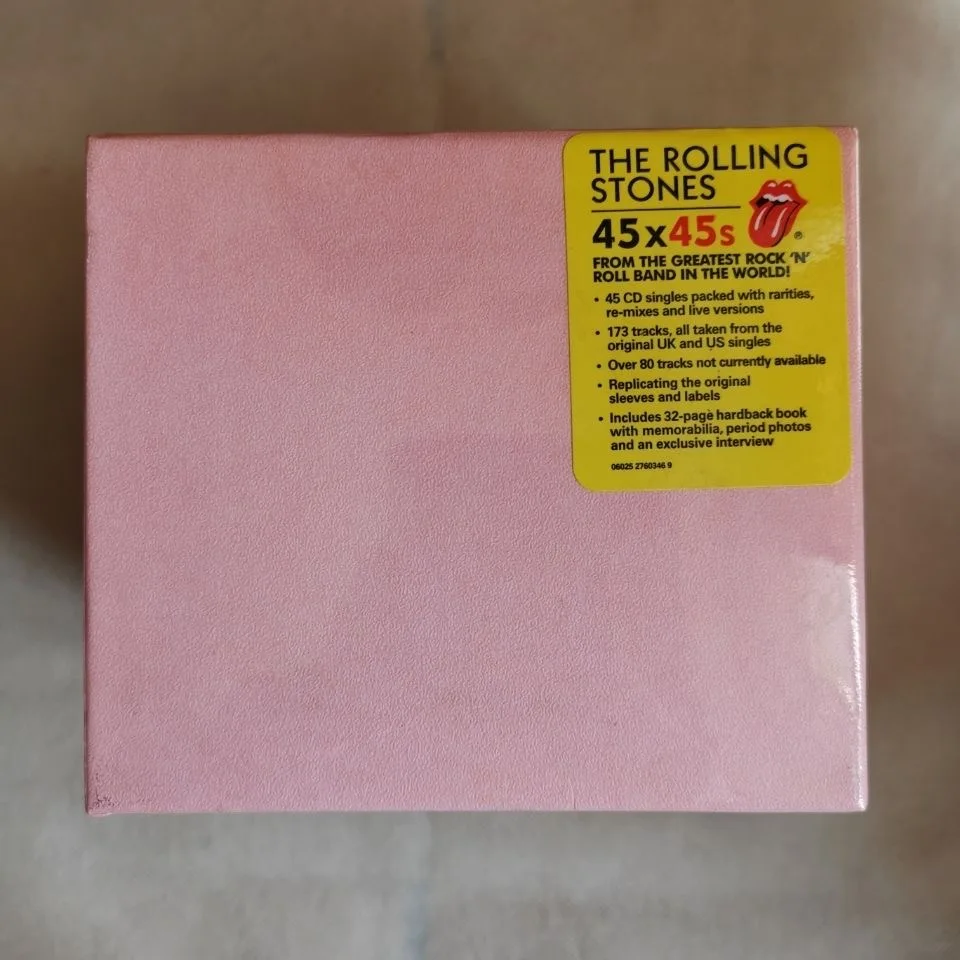 THE ROLLING
STONES
45x45s
®
FROM THE GREATEST ROCK 'N'
ROLL BAND IN THE WORLD!
• 45 CD singles packed with rarities,
re-mixes and live versions
• 173 tracks, all taken from the
original UK and US singles
• Over 80 tracks not currently available
• Replicating the original
sleeves and labels
• Includes 32-page hardback book
with memorabilia, period photos
and an exclusive interview
06025 2760346 9